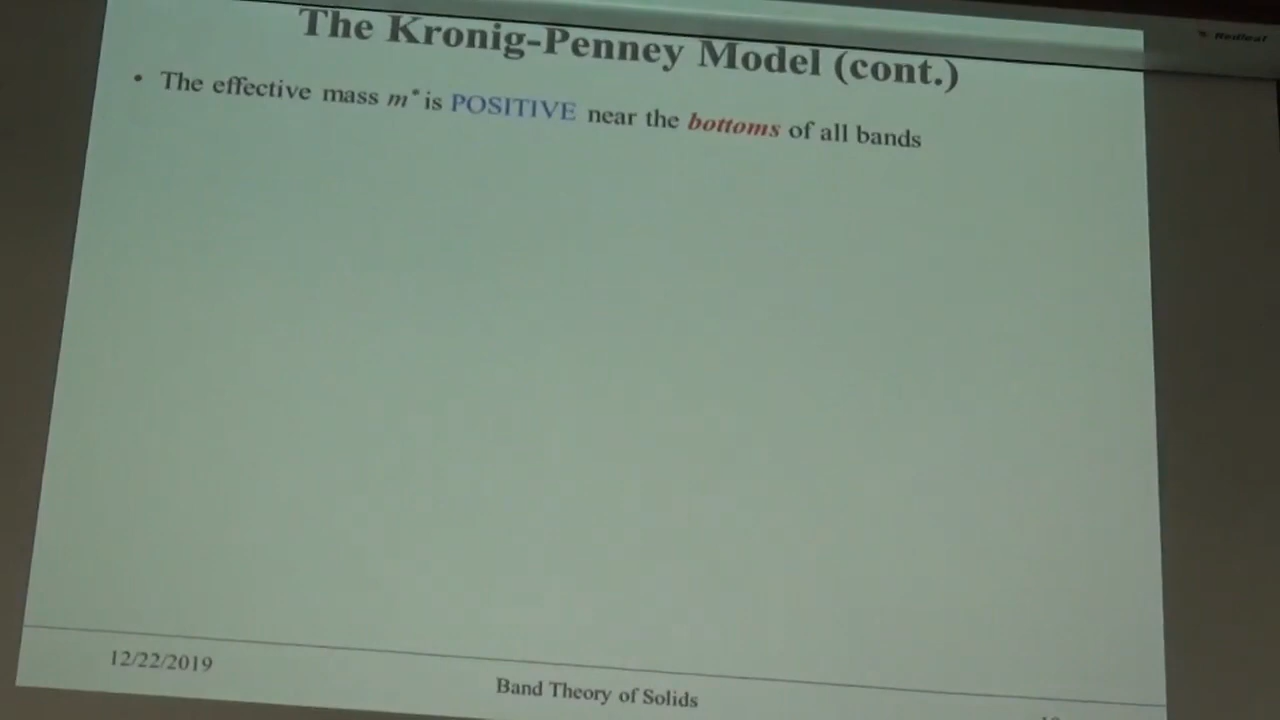 The Kronig-Penney Model (cont.)
• The effective mass m* is POSITIVE near the bottoms of all bands
12/22/2019
Band Theory of Solids